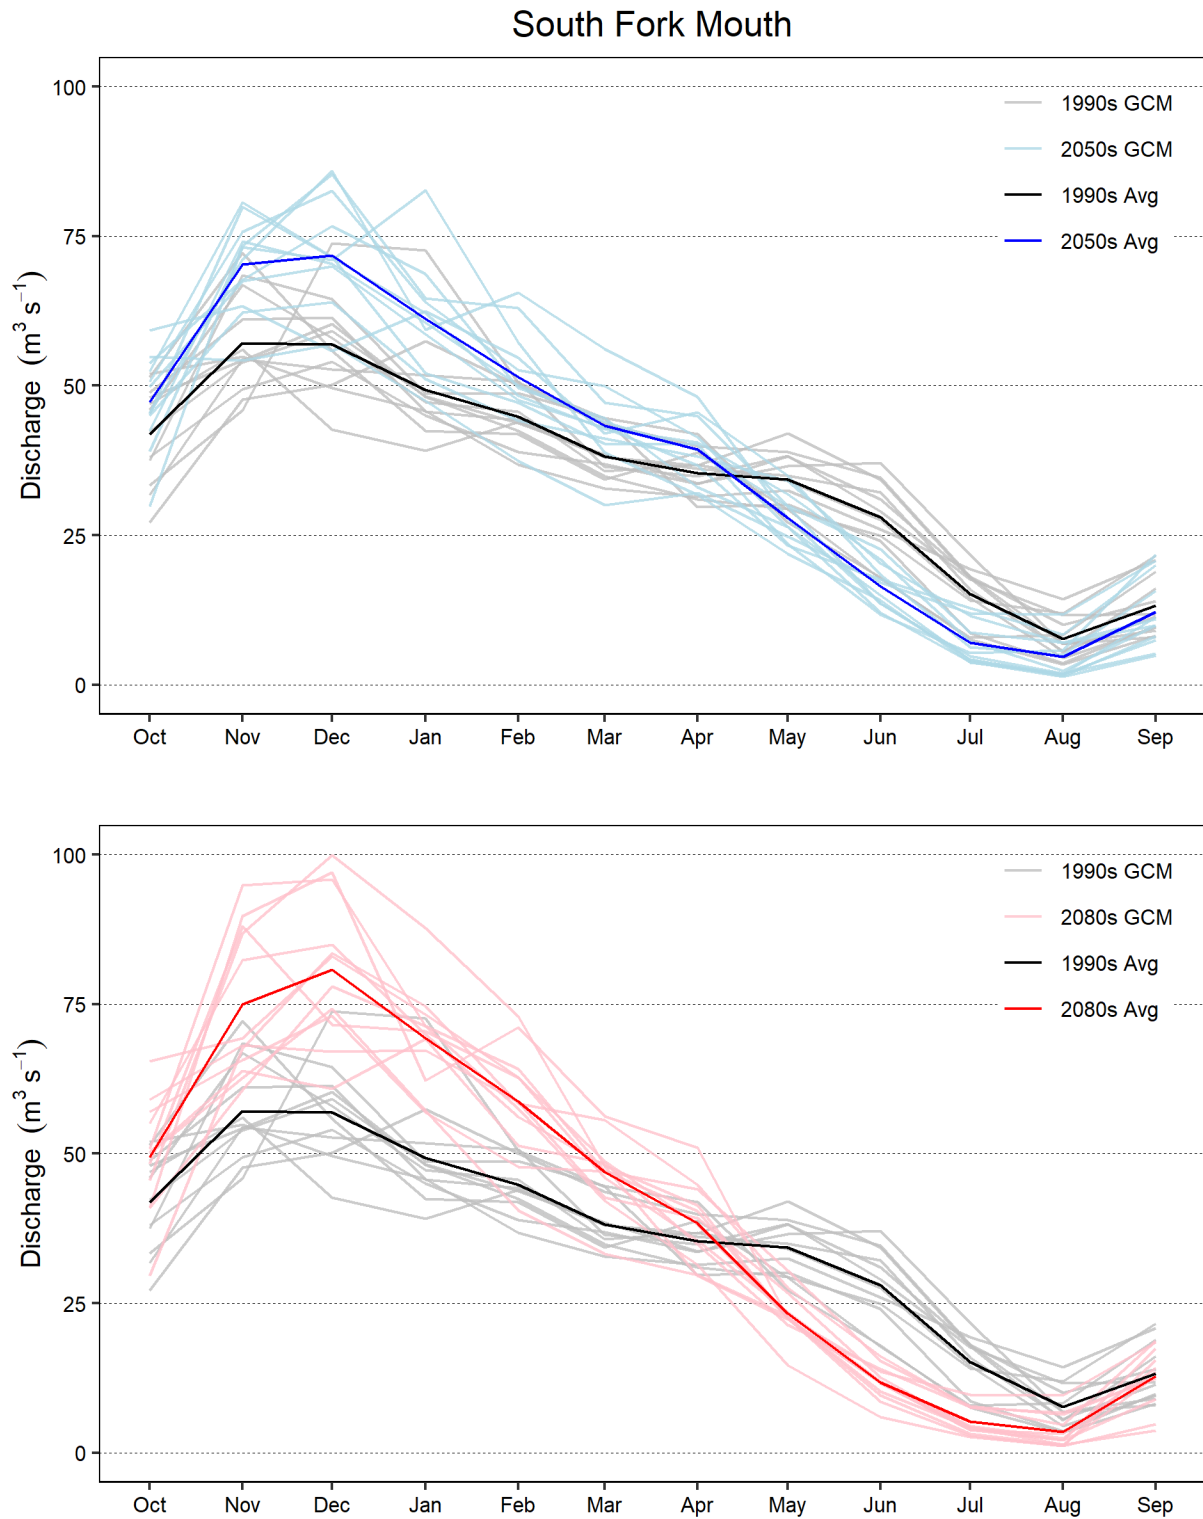 South Fork Mouth
100
75
50
25
0
Discharge (m³ s⁻¹)
1990s GCM
2050s GCM
1990s Avg
2050s Avg
Oct Nov Dec Jan Feb Mar Apr May Jun Jul Aug Sep
100
75
50
25
0
Discharge (m³ s⁻¹)
1990s GCM
2080s GCM
1990s Avg
2080s Avg
Oct Nov Dec Jan Feb Mar Apr May Jun Jul Aug Sep